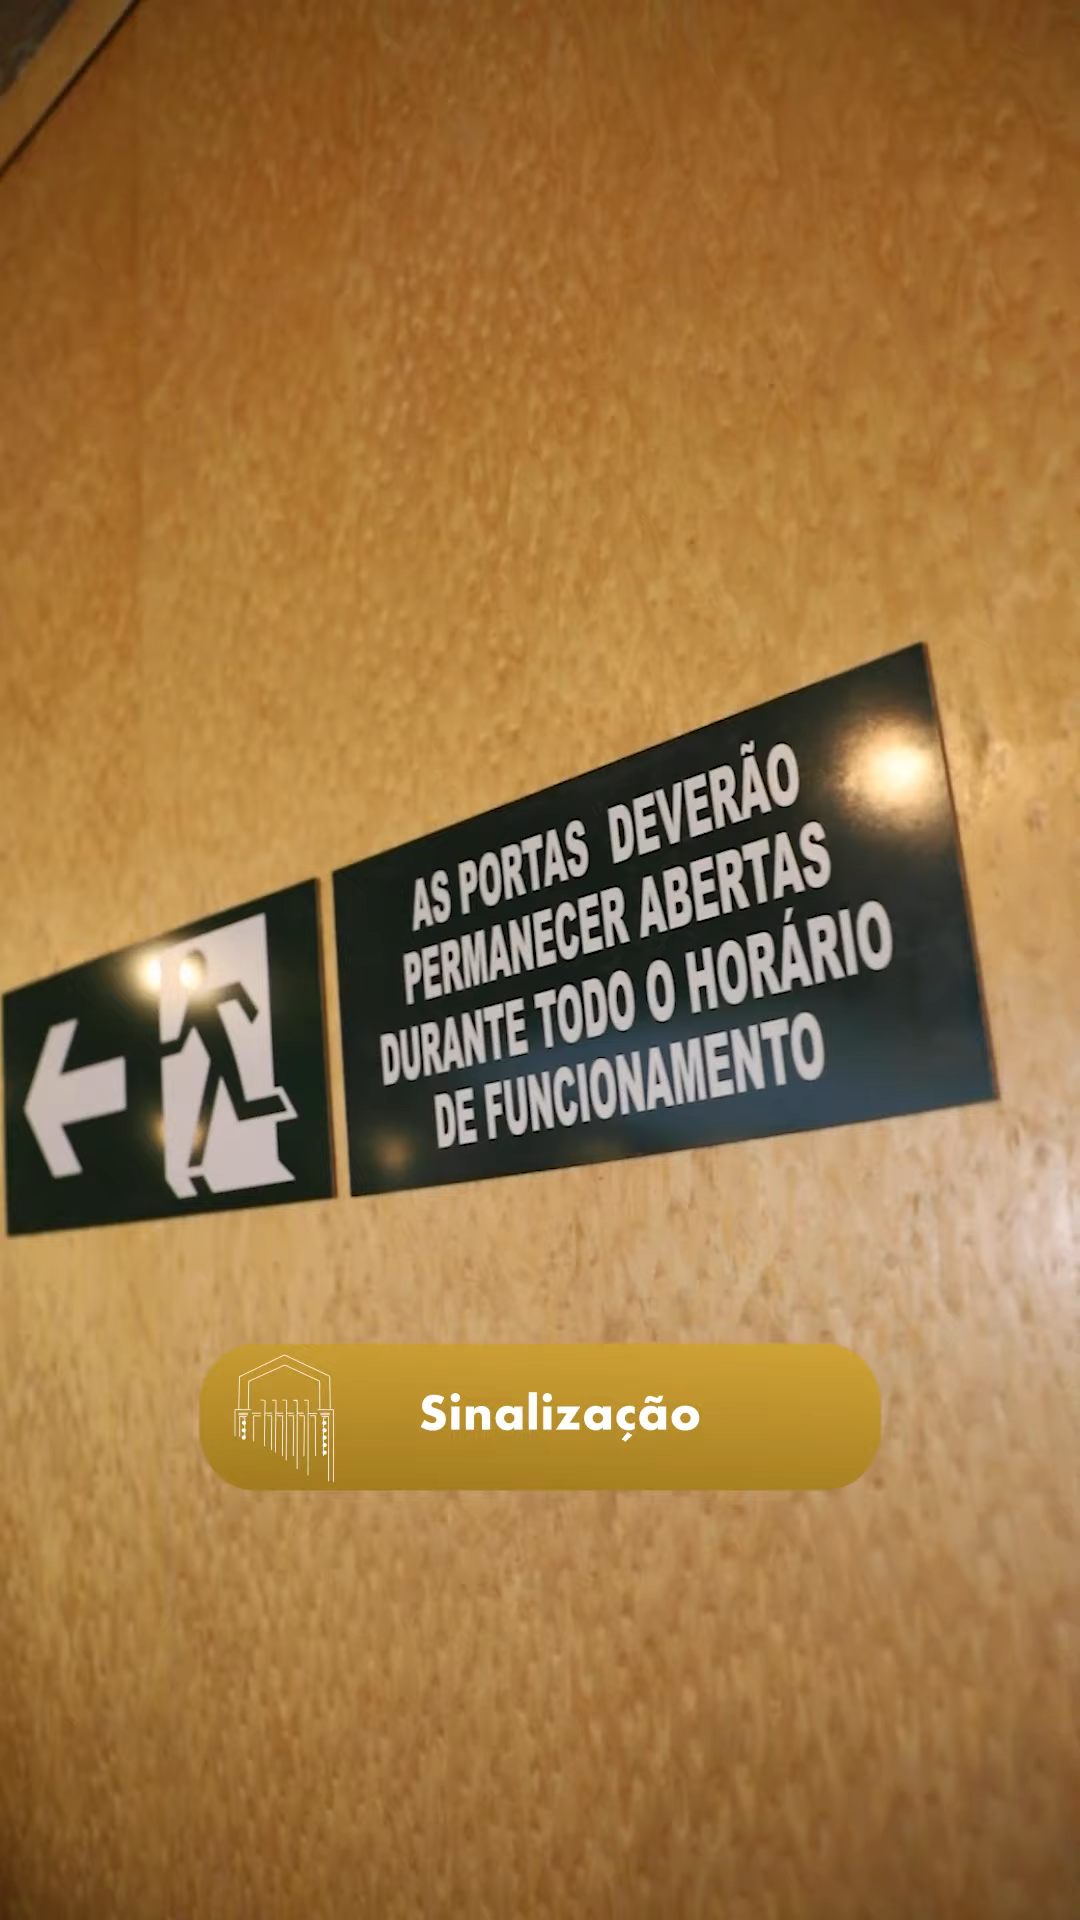 AS PORTAS DEVERÃO
PERMANECER ABERTAS
DURANTE TODO O HORÁRIO
DE FUNCIONAMENTO
Sinalização